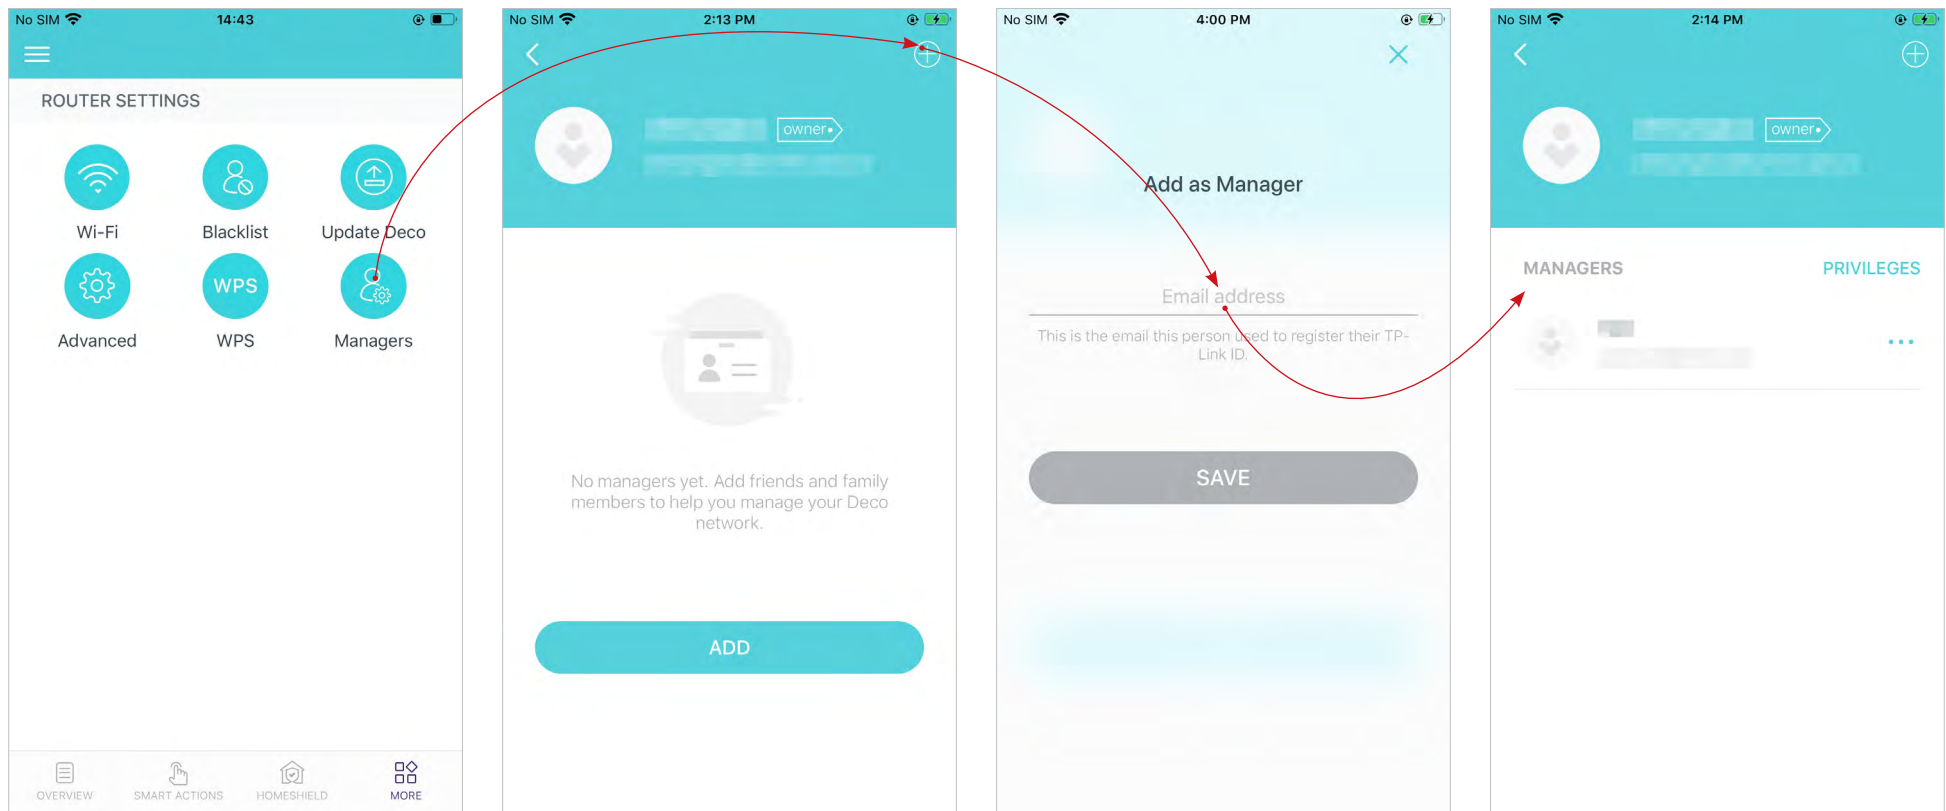 No SIM
14:43
ROUTER SETTINGS
Wi-Fi
Blacklist
Update Deco
WPS
Advanced
WPS
Managers
OVERVIEW
SMART ACTIONS
HOMESHIELD
MORE
No SIM
2:13 PM
owner
No managers yet. Add friends and family
members to help you manage your Deco
network.
ADD
No SIM
4:00 PM
Add as Manager
Email address
This is the email this person used to register their TP-
Link ID.
SAVE
No SIM
2:14 PM
owner
MANAGERS
PRIVILEGES